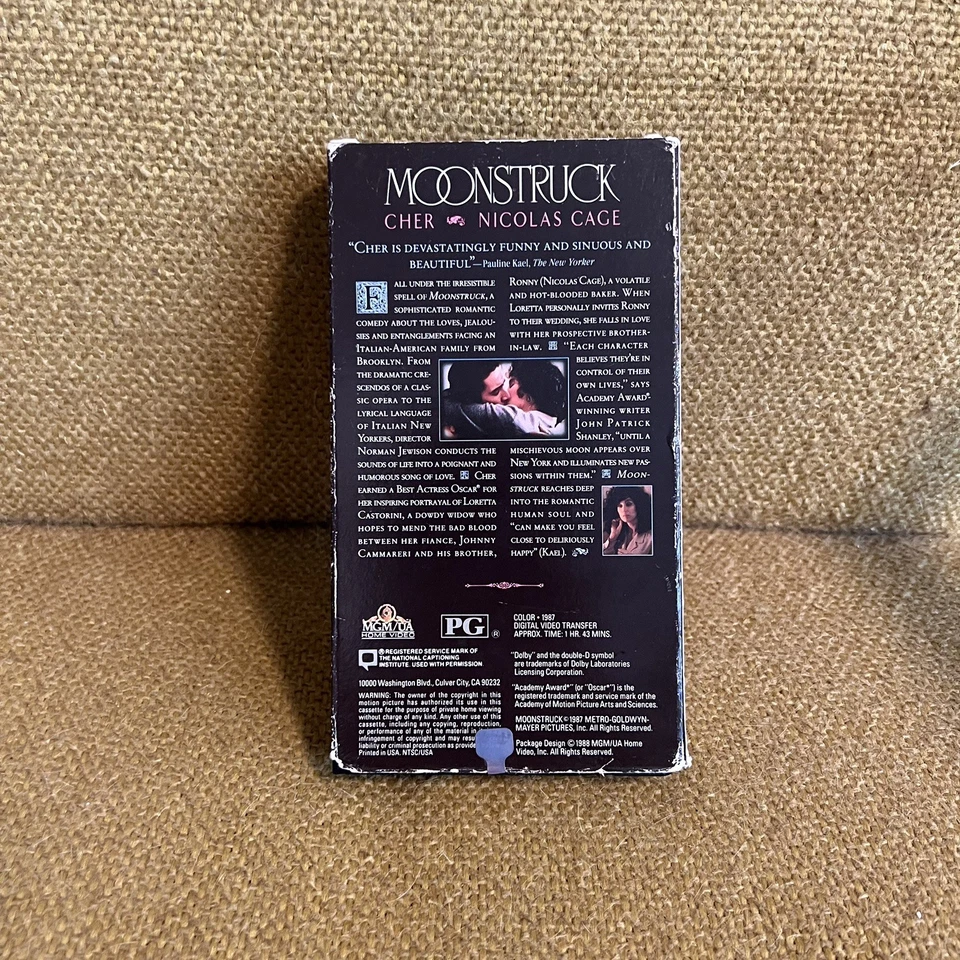 MOONSTRUCK
CHER NICOLAS CAGE
"CHER IS DEVASTATINGLY FUNNY AND SINUOUS AND
BEAUTIFUL"—Pauline Kael, The New Yorker
FALL UNDER THE IRRESISTIBLE
SPELL OF MOONSTRUCK, A
SOPHISTICATED ROMANTIC
COMEDY ABOUT THE LOVES, JEALOU-
SIES AND ENTANGLEMENTS FACING AN
ITALIAN-AMERICAN FAMILY FROM
BROOKLYN. FROM
THE DRAMATIC CRE-
SCENDOS OF A CLAS-
SIC OPERA TO THE
LYRICAL LANGUAGE
OF ITALIAN NEW
YORKERS, DIRECTOR
NORMAN JEWISON CONDUCTS THE
SOUNDS OF LIFE INTO A POIGNANT AND
HUMOROUS SONG OF LOVE. CHER
EARNED A BEST ACTRESS OSCAR® FOR
HER INSPIRING PORTRAYAL OF LORETTA
CASTORINI, A DOWDY WIDOW WHO
HOPES TO MEND THE BAD BLOOD
BETWEEN HER FIANCE, JOHNNY
CAMMARERI AND HIS BROTHER,
RONNY (NICOLAS CAGE), A VOLATILE
AND HOT-BLOODED BAKER. WHEN
LORETTA PERSONALLY INVITES RONNY
TO THEIR WEDDING, SHE FALLS IN LOVE
WITH HER PROSPECTIVE BROTHER-
IN-LAW. "EACH CHARACTER
BELIEVES THEY'RE IN
CONTROL OF THEIR
OWN LIVES," SAYS
ACADEMY AWARD®-
WINNING WRITER
JOHN PATRICK
SHANLEY, "UNTIL A
MISCHIEVOUS MOON APPEARS OVER
NEW YORK AND ILLUMINATES NEW PAS-
SIONS WITHIN THEM." MOON-
STRUCK REACHES DEEP
INTO THE ROMANTIC
HUMAN SOUL AND
"CAN MAKE YOU FEEL
CLOSE TO DELIRIOUSLY
HAPPY" (KAEL).
MGM/UA
HOME VIDEO
PG ®
COLOR • 1987
DIGITAL VIDEO TRANSFER
APPROX. TIME: 1 HR. 43 MINS.
® REGISTERED SERVICE MARK OF
THE NATIONAL CAPTIONING
INSTITUTE. USED WITH PERMISSION
"Dolby" and the double-D symbol
are trademarks of Dolby Laboratories
Licensing Corporation.
10000 Washington Blvd., Culver City, CA 90232
WARNING: The owner of the copyright in this
motion picture has authorized its use in this
cassette for the purpose of private home viewing
without charge of any kind. Any other use of this
cassette, including any copying, reproduction,
or performance of any of the material in
infringement of copyright and may
liability or criminal prosecution as
Printed in USA. NTSC/USA
"Academy Award®" (or "Oscar®") is the
registered trademark and service mark of the
Academy of Motion Picture Arts and Sciences.
MOONSTRUCK © 1987 METRO-GOLDWYN-
MAYER PICTURES, INC. All Rights Reserved.
Package Design © 1988 MGM/UA Home
Video, Inc. All Rights Reserved.